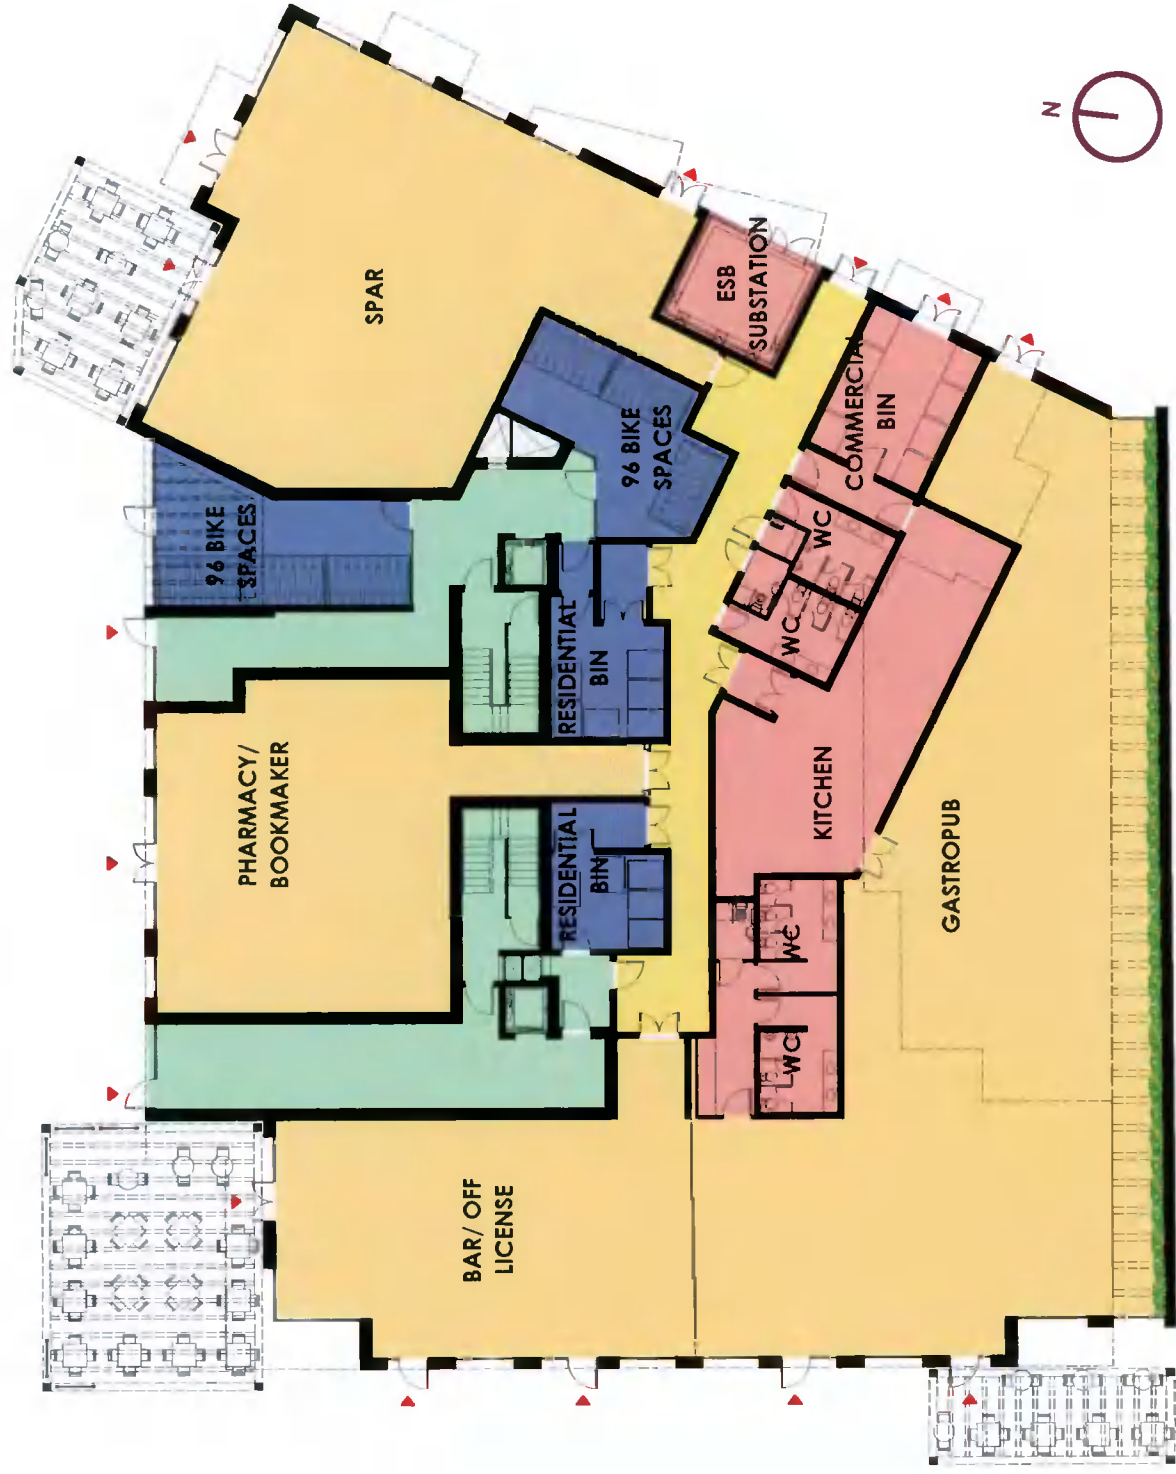 N
SPAR
ESB
SUBSTATION
96 BIKE
SPACES
96 BIKE
SPACES
COMMERCIAL
BIN
WC
WC
RESIDENTIAL
BIN
PHARMACY/
BOOKMAKER
KITCHEN
RESIDENTIAL
BIN
GASTROPUB
WC
WC
BAR/ OFF
LICENSE